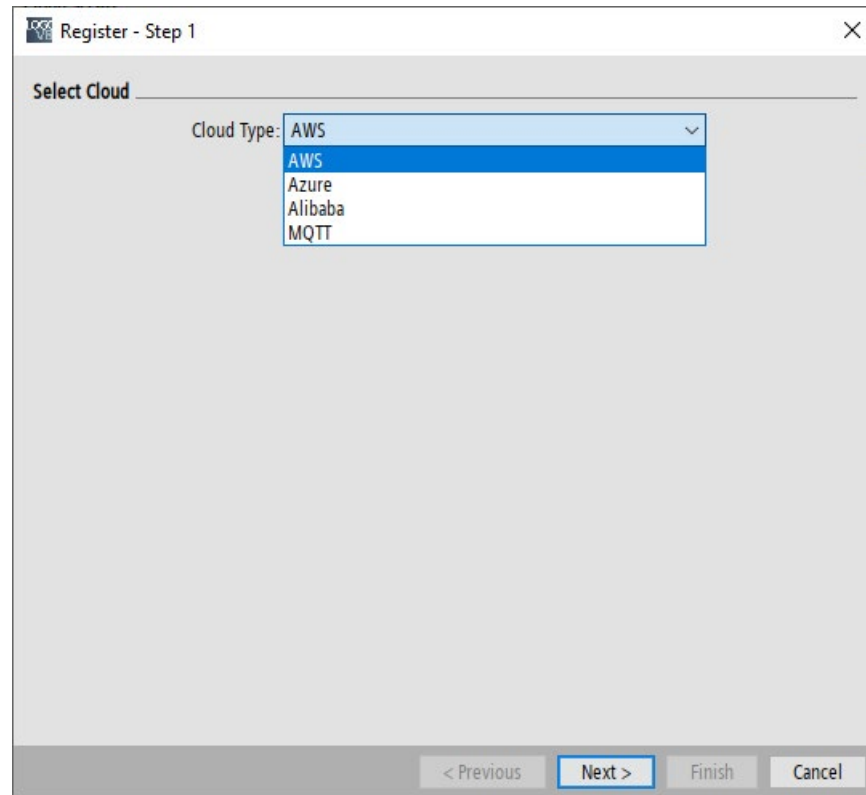 Register - Step 1
Select Cloud
Cloud Type: AWS
AWS
Azure
Alibaba
MQTT
< Previous Next > Finish Cancel